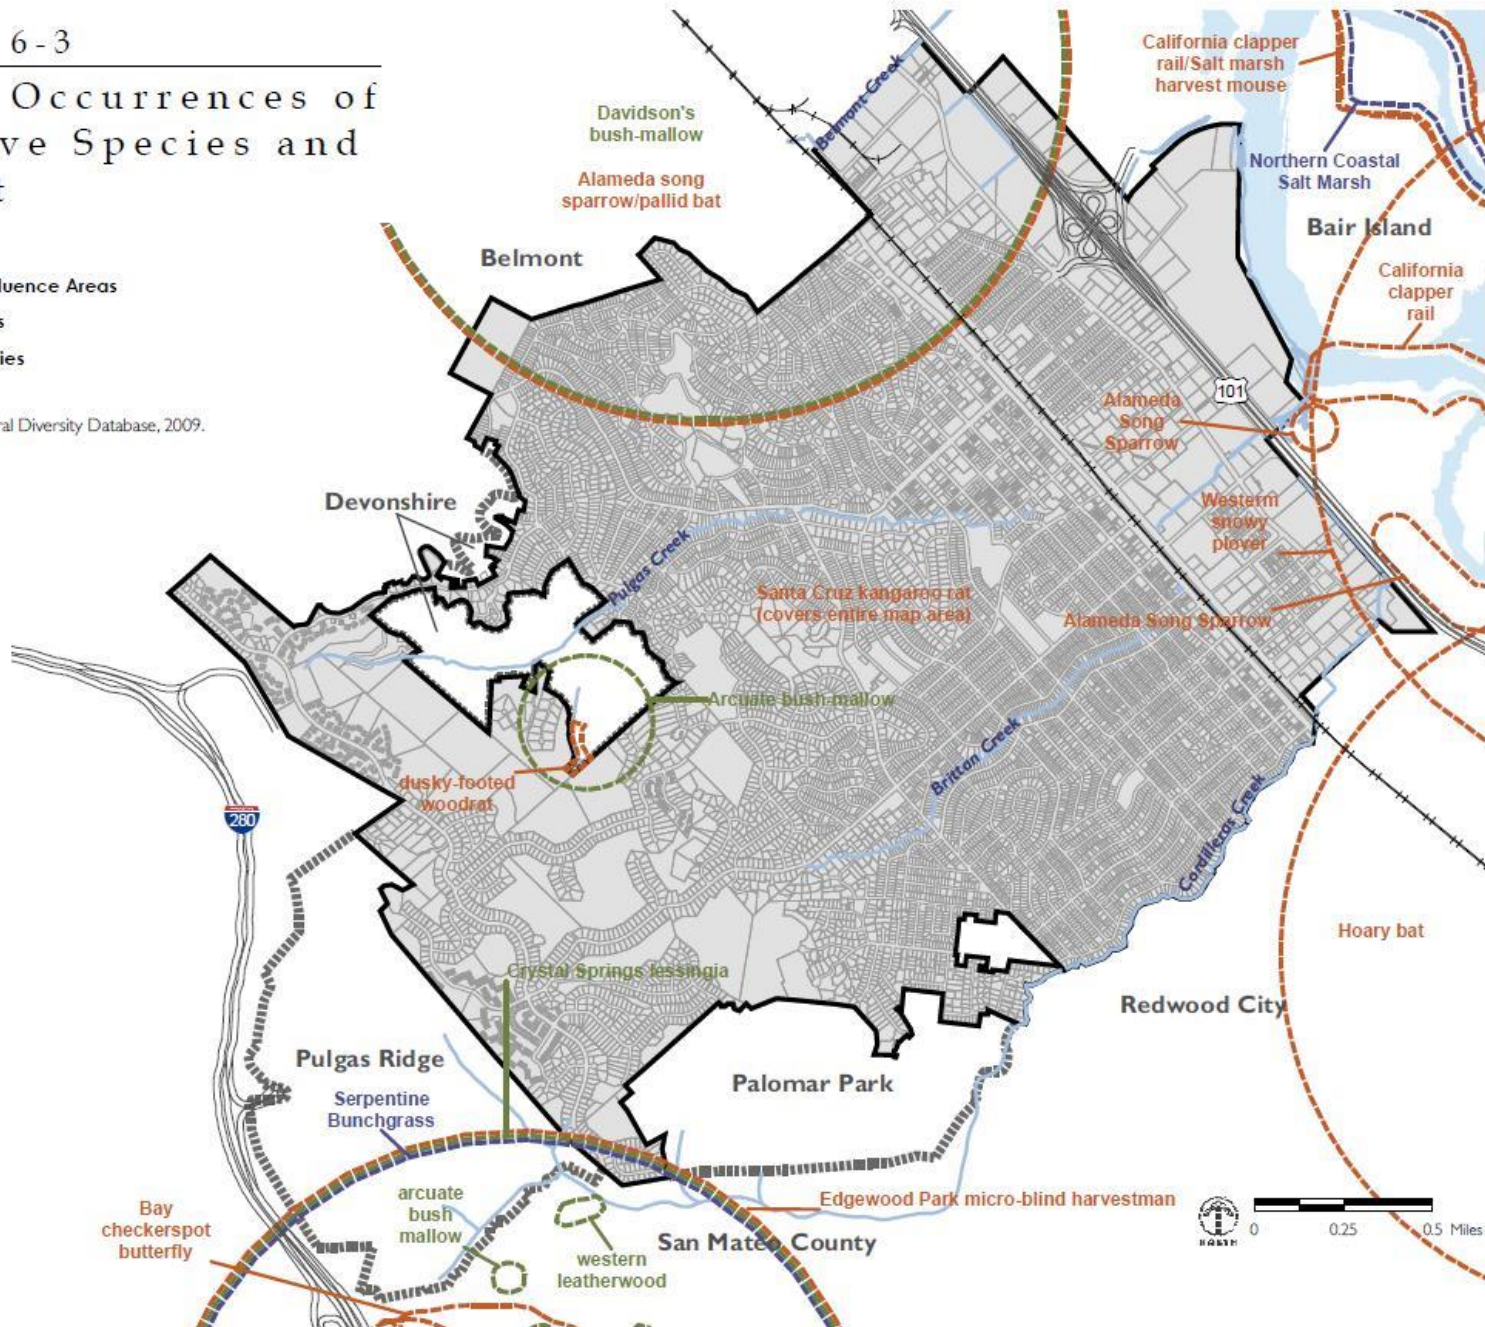 6-3
Occurrences of
ve Species and
t
luence Areas
s
ies
ral Diversity Database, 2009.
Davidson's
bush-mallow
Alameda song
sparrow/pallid bat
Belmont
Belmont Creek
California clapper
rail/Salt marsh
harvest mouse
Northern Coastal
Salt Marsh
Bair Island
California
clapper
rail
101
Alameda
Song
Sparrow
Westerm
snowy
plover
Alameda Song Sparrow
Devonshire
Pulgas Creek
Santa Cruz kangaroo rat
(covers entire map area)
Arcuate bush-mallow
dusky-footed
woodrat
Brittan Creek
Cordilleras Creek
280
Hoary bat
Crystal Springs lessingia
Redwood City
Pulgas Ridge
Palomar Park
Serpentine
Bunchgrass
Edgewood Park micro-blind harvestman
Bay
checkerspot
butterfly
arcuate
bush
mallow
western
leatherwood
San Mateo County
NORTH
0 0.25 0.5 Miles